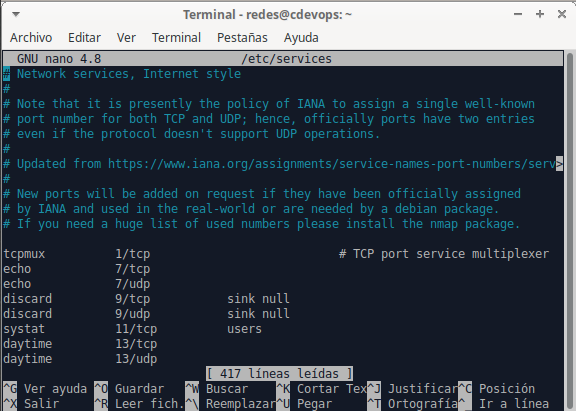 Terminal - redes@cdevops: ~
Archivo Editar Ver Terminal Pestañas Ayuda
GNU nano 4.8 /etc/services
# Network services, Internet style
#
# Note that it is presently the policy of IANA to assign a single well-known
# port number for both TCP and UDP; hence, officially ports have two entries
# even if the protocol doesn't support UDP operations.
#
# Updated from https://www.iana.org/assignments/service-names-port-numbers/serv>
#
# New ports will be added on request if they have been officially assigned
# by IANA and used in the real-world or are needed by a debian package.
# If you need a huge list of used numbers please install the nmap package.
tcpmux 1/tcp # TCP port service multiplexer
echo 7/tcp
echo 7/udp
discard 9/tcp sink null
discard 9/udp sink null
systat 11/tcp users
daytime 13/tcp
daytime 13/udp
[ 417 líneas leídas ]
^G Ver ayuda ^O Guardar ^W Buscar ^K Cortar Tex ^J Justificar ^C Posición
^X Salir ^R Leer fich. ^\ Reemplazar ^U Pegar ^T Ortografía ^_ Ir a línea